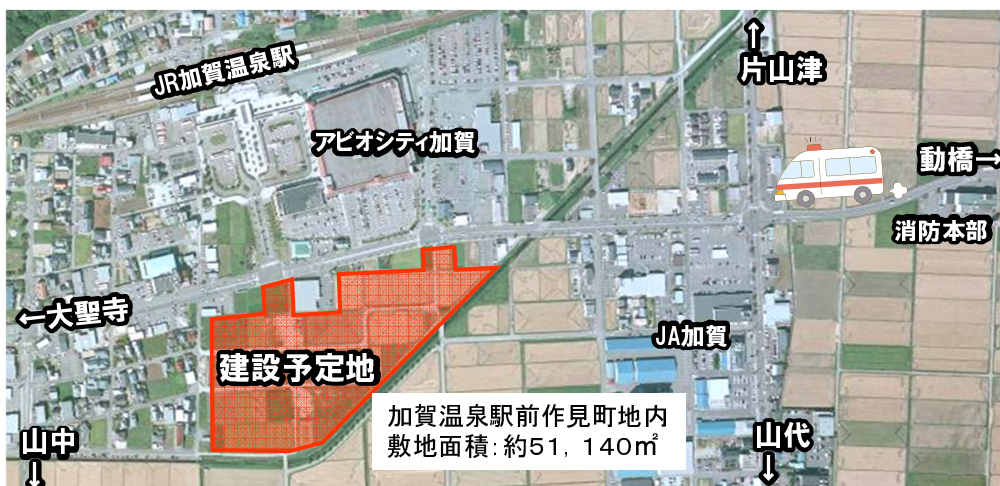 JR加賀温泉駅
↑
片山津
アビオシティ加賀
動橋→
消防本部
←大聖寺
JA加賀
建設予定地
加賀温泉駅前作見町地内
敷地面積:約51，140㎡
山中
↓
山代
↓